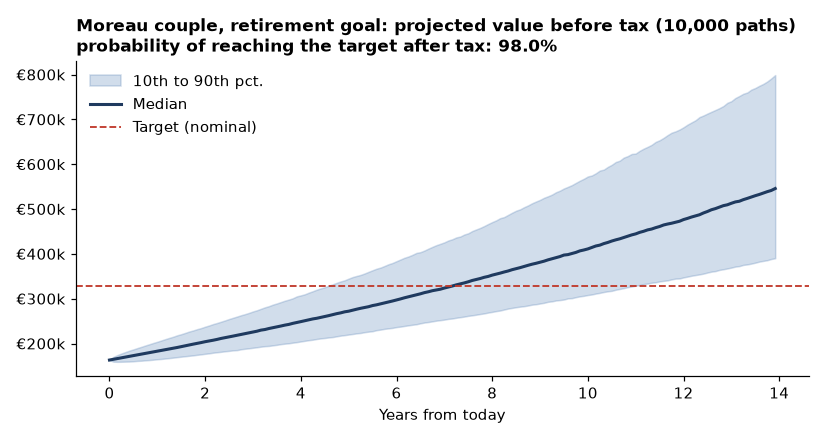 Moreau couple, retirement goal: projected value before tax (10,000 paths)
probability of reaching the target after tax: 98.0%
€800k
€700k
€600k
€500k
€400k
€300k
€200k
10th to 90th pct.
Median
Target (nominal)
0
2
4
6
8
10
12
14
Years from today